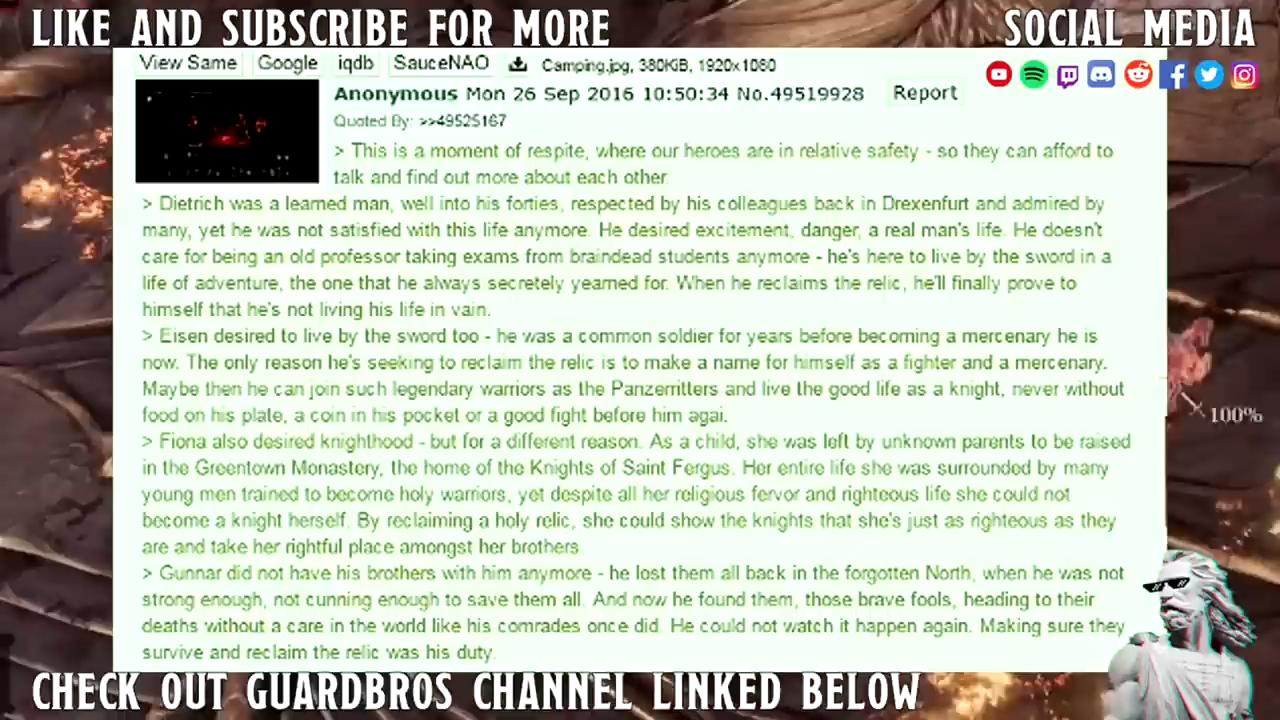 LIKE AND SUBSCRIBE FOR MORE
SOCIAL MEDIA
View Same Google iqdb SauceNAO Camping.jpg, 380KiB, 1920x1080
Anonymous Mon 26 Sep 2016 10:50:34 No.49519928 Report
Quoted By: >>49525167
> This is a moment of respite, where our heroes are in relative safety - so they can afford to
talk and find out more about each other.
> Dietrich was a learned man, well into his forties, respected by his colleagues back in Drexenfurt and admired by
many, yet he was not satisfied with this life anymore. He desired excitement, danger, a real man's life. He doesn't
care for being an old professor taking exams from braindead students anymore - he's here to live by the sword in a
life of adventure, the one that he always secretely yearned for. When he reclaims the relic, he'll finally prove to
himself that he's not living his life in vain.
> Eisen desired to live by the sword too - he was a common soldier for years before becoming a mercenary he is
now. The only reason he's seeking to reclaim the relic is to make a name for himself as a fighter and a mercenary.
Maybe then he can join such legendary warriors as the Panzerritters and live the good life as a knight, never without
food on his plate, a coin in his pocket or a good fight before him agai.
> Fiona also desired knighthood - but for a different reason. As a child, she was left by unknown parents to be raised
in the Greentown Monastery, the home of the Knights of Saint Fergus. Her entire life she was surrounded by many
young men trained to become holy warriors, yet despite all her religious fervor and righteous life she could not
become a knight herself. By reclaiming a holy relic, she could show the knights that she's just as righteous as they
are and take her rightful place amongst her brothers.
> Gunnar did not have his brothers with him anymore - he lost them all back in the forgotten North, when he was not
strong enough, not cunning enough to save them all. And now he found them, those brave fools, heading to their
deaths without a care in the world like his comrades once did. He could not watch it happen again. Making sure they
survive and reclaim the relic was his duty.
100%
CHECK OUT GUARDBROS CHANNEL LINKED BELOW